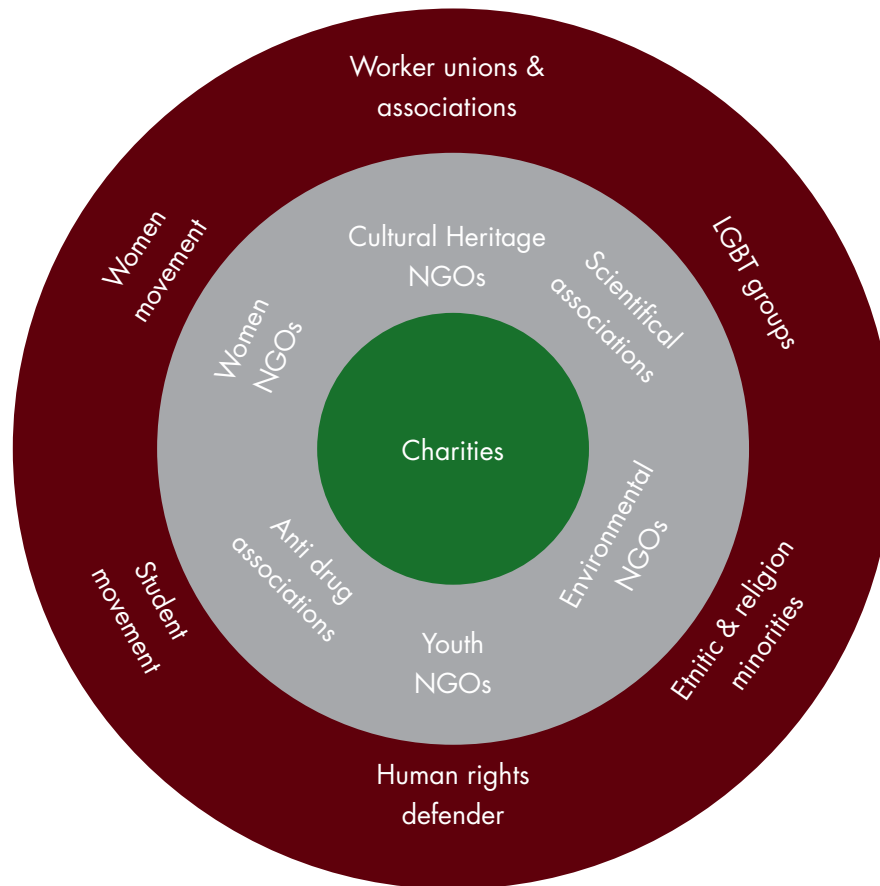 Worker unions &
associations
Women
movement
LGBT groups
Cultural Heritage
NGOs
Scientifical
associations
Women
NGOs
Charities
Environmental
NGOs
Anti drug
associations
Youth
NGOs
Student
movement
Etnitic & religion
minorities
Human rights
defender